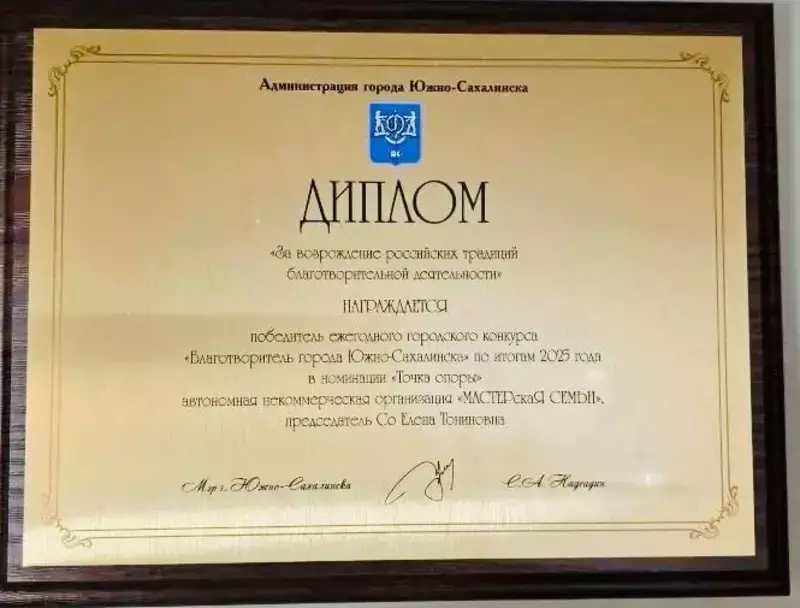 Администрация города Южно-Сахалинска
ДИПЛОМ
«За возрождение российских традиций
благотворительной деятельности»
НАГРАЖДАЕТСЯ
победитель ежегодного городского конкурса
«Благотворитель города Южно-Сахалинска» по итогам 2025 года
в номинации «Точка опоры»
автономная некоммерческая организация «МАСТЕРскаЯ СЕМЬИ»,
председатель Со Елена Тониновна
Мэр г. Южно-Сахалинска
С.А. Надсадин